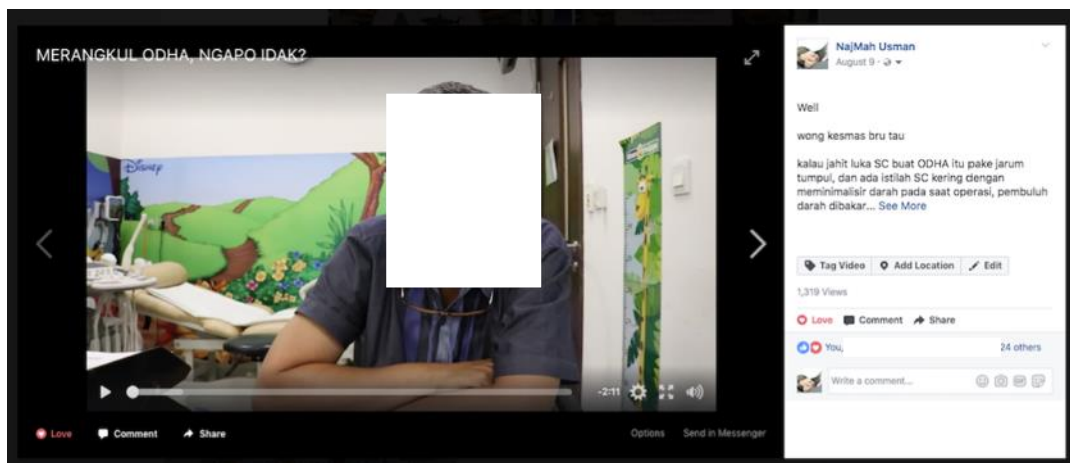 MERANGKUL ODHA, NGAPO IDAK?
Disney
-2:11
Love Comment Share
Options Send in Messenger
NajMah Usman
August 9
Well
wong kesmas bru tau
kalau jahit luka SC buat ODHA itu pake jarum
tumpul, dan ada istilah SC kering dengan
meminimalisir darah pada saat operasi, pembuluh
darah dibakar... See More
Tag Video Add Location Edit
1,319 Views
Love Comment Share
You, 24 others
Write a comment...